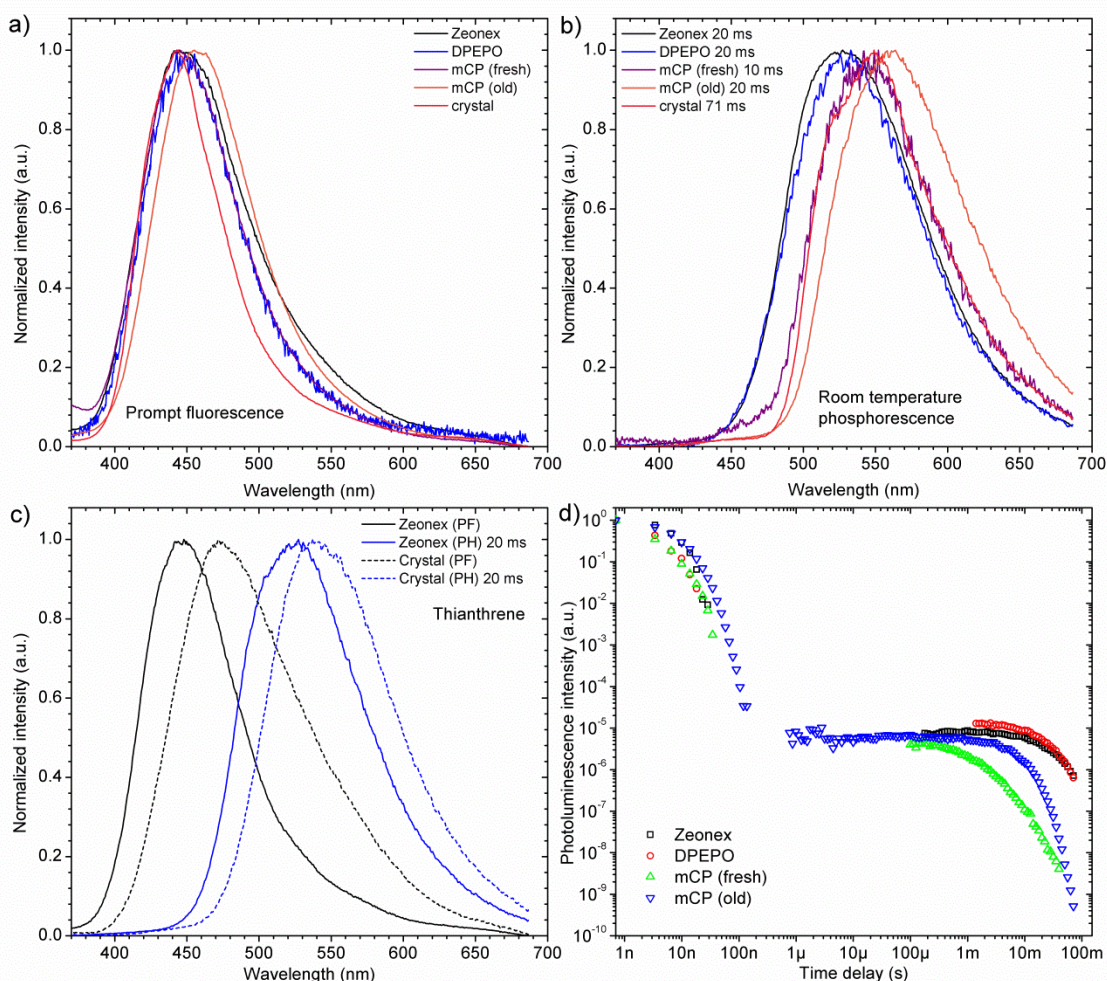 a)
Normalized intensity (a.u.)
1.0
0.8
0.6
0.4
0.2
0.0
Zeonex
DPEPO
mCP (fresh)
mCP (old)
crystal
Prompt fluorescence
400 450 500 550 600 650 700
Wavelength (nm)
b)
Normalized intensity (a.u.)
1.0
0.8
0.6
0.4
0.2
0.0
Zeonex 20 ms
DPEPO 20 ms
mCP (fresh) 10 ms
mCP (old) 20 ms
crystal 71 ms
Room temperature
phosphorescence
400 450 500 550 600 650 700
Wavelength (nm)
c)
Normalized intensity (a.u.)
1.0
0.8
0.6
0.4
0.2
0.0
Zeonex (PF)
Zeonex (PH) 20 ms
Crystal (PF)
Crystal (PH) 20 ms
Thianthrene
400 450 500 550 600 650 700
Wavelength (nm)
d)
Photoluminescence intensity (a.u.)
10⁰
10⁻¹
10⁻²
10⁻³
10⁻⁴
10⁻⁵
10⁻⁶
10⁻⁷
10⁻⁸
10⁻⁹
10⁻¹⁰
Zeonex
DPEPO
mCP (fresh)
mCP (old)
1n 10n 100n 1µ 10µ 100µ 1m 10m 100m
Time delay (s)